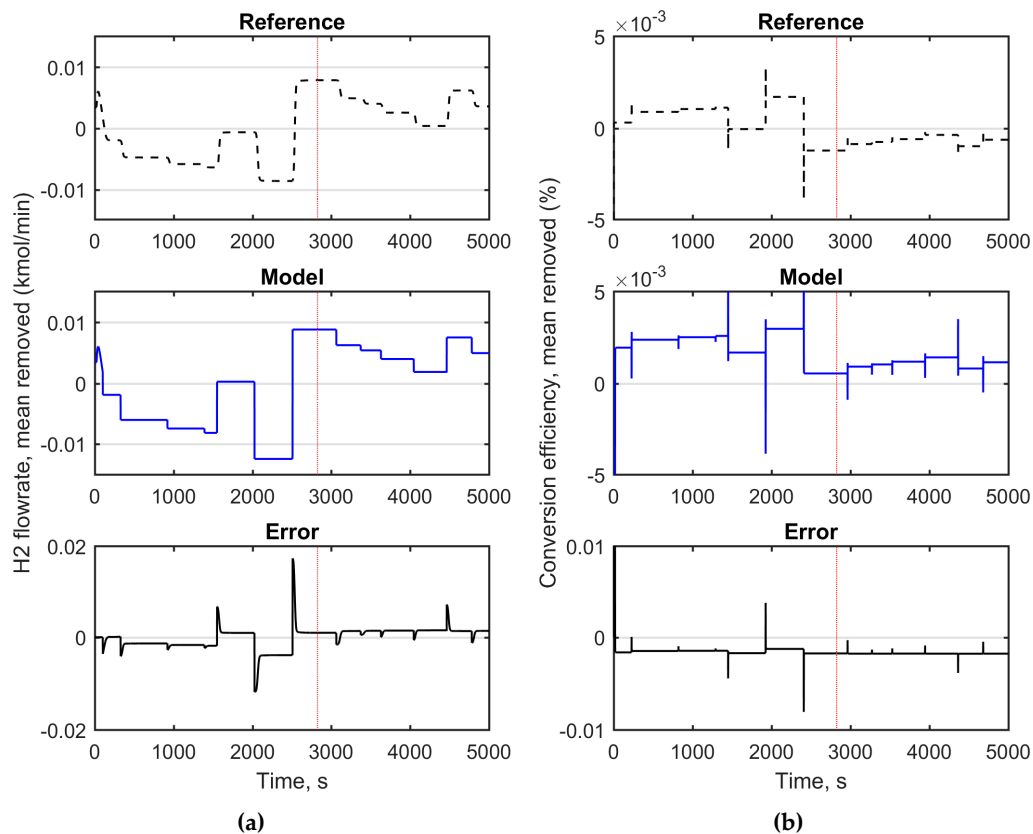 H2 flowrate, mean removed (kmol/min)
Reference
0.01
0
-0.01
0 1000 2000 3000 4000 5000
Model
0.01
0
-0.01
0 1000 2000 3000 4000 5000
Error
0.02
0
-0.02
0 1000 2000 3000 4000 5000
Time, s
(a)
Conversion efficiency, mean removed (%)
×10⁻³
Reference
5
0
-5
0 1000 2000 3000 4000 5000
×10⁻³
Model
5
0
-5
0 1000 2000 3000 4000 5000
Error
0.01
0
-0.01
0 1000 2000 3000 4000 5000
Time, s
(b)